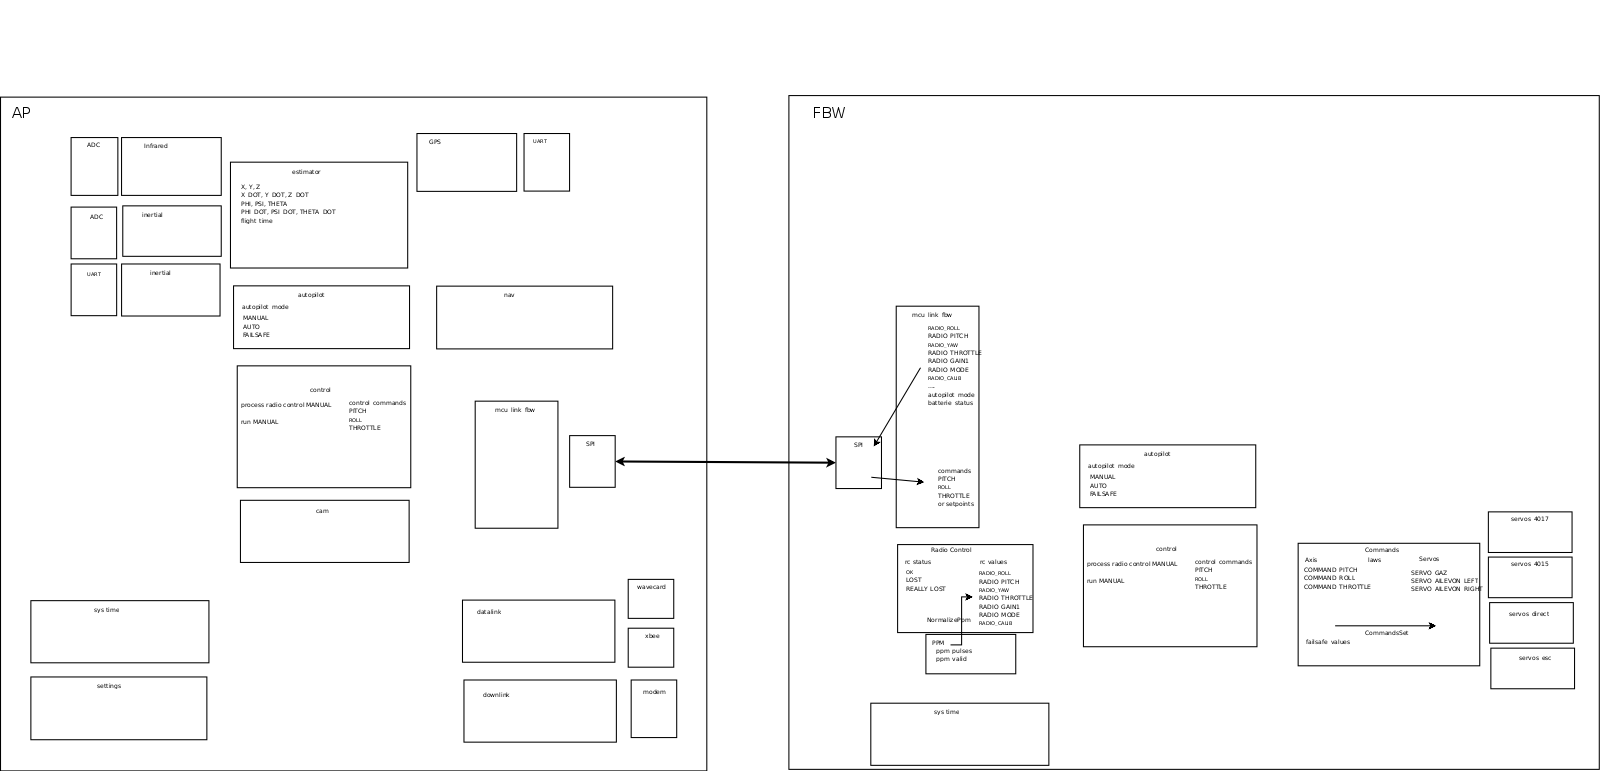 AP
ADC
Infrared
ADC
inertial
UART
inertial
estimator
X, Y, Z
X DOT, Y DOT, Z DOT
PHI, PSI, THETA
PHI DOT, PSI DOT, THETA DOT
flight time
GPS
UART
autopilot
autopilot mode
MANUAL
AUTO
FAILSAFE
nav
control
process radio control MANUAL
run MANUAL
control commands
PITCH
ROLL
THROTTLE
mcu link fbw
SPI
cam
sys time
settings
datalink
downlink
wavecard
xbee
modem
FBW
mcu link fbw
RADIO_ROLL
RADIO PITCH
RADIO_YAW
RADIO THROTTLE
RADIO GAIN1
RADIO MODE
RADIO_CALIB
....
autopilot mode
batterie status
SPI
commands
PITCH
ROLL
THROTTLE
or setpoints
Radio Control
rc status
OK
LOST
REALLY LOST
rc values
RADIO_ROLL
RADIO PITCH
RADIO_YAW
RADIO THROTTLE
RADIO GAIN1
RADIO MODE
RADIO_CALIB
NormalizePpm
PPM
ppm pulses
ppm valid
sys time
autopilot
autopilot mode
MANUAL
AUTO
FAILSAFE
control
process radio control MANUAL
run MANUAL
control commands
PITCH
ROLL
THROTTLE
Commands
Axis
laws
Servos
COMMAND PITCH
COMMAND ROLL
COMMAND THROTTLE
SERVO GAZ
SERVO AILEVON LEFT
SERVO AILEVON RIGHT
CommandsSet
failsafe values
servos 4017
servos 4015
servos direct
servos esc